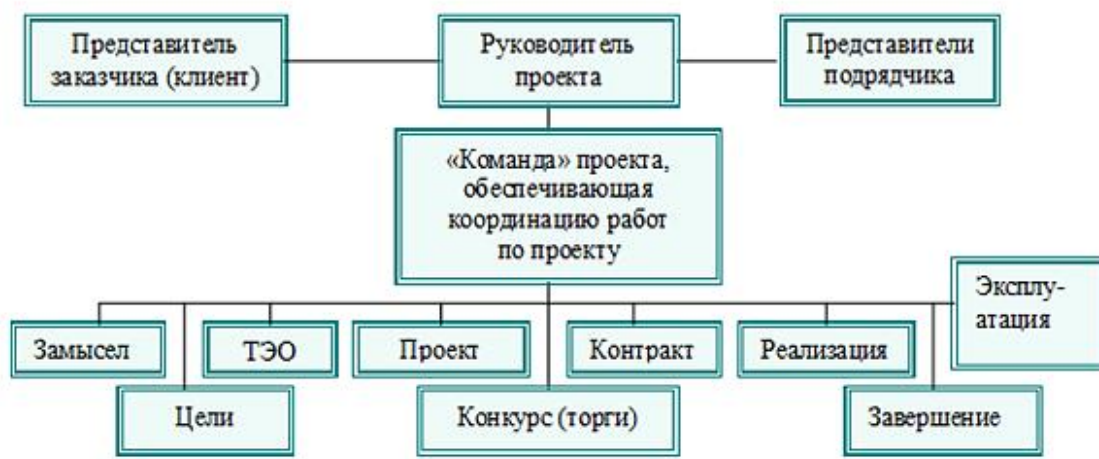 Представитель
заказчика (клиент)
Руководитель
проекта
Представители
подрядчика
«Команда» проекта,
обеспечивающая
координацию работ
по проекту
Эксплу-
атация
Замысел
ТЭО
Проект
Контракт
Реализация
Цели
Конкурс (торги)
Завершение